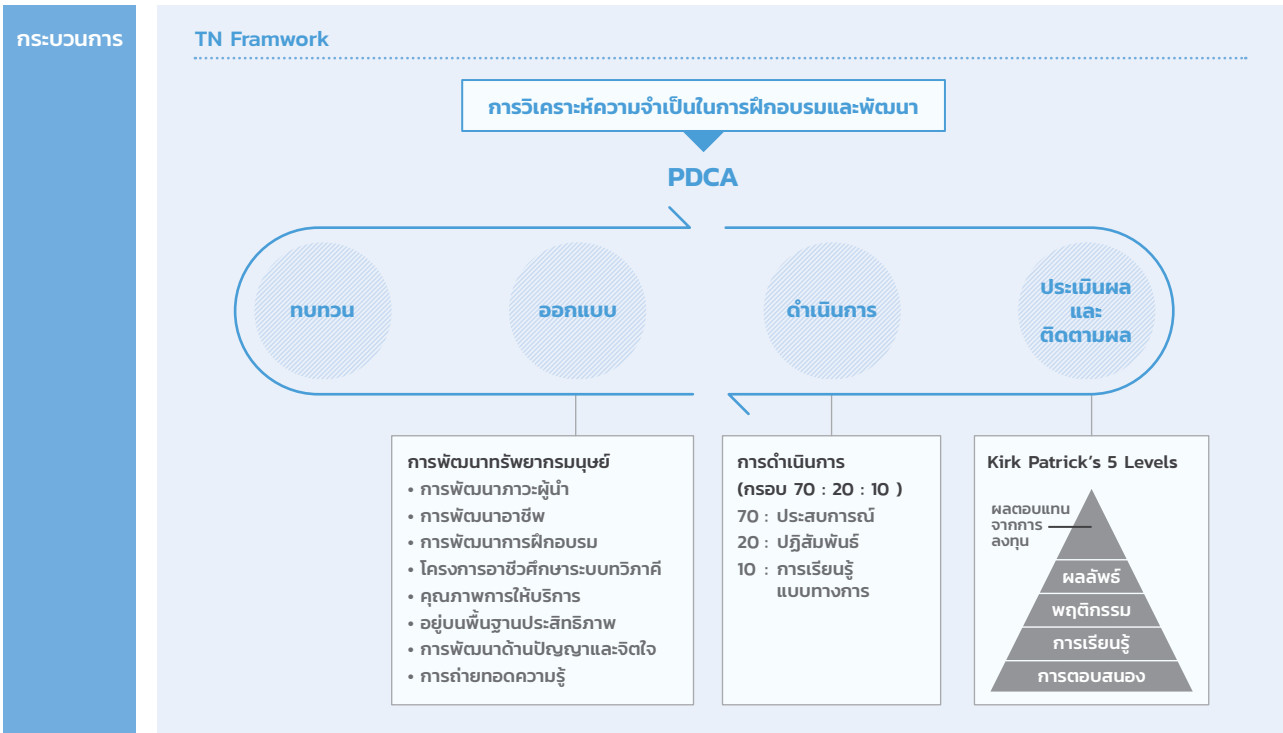 กระบวนการ
TN Framwork
การวิเคราะห์ความจำเป็นในการฝึกอบรมและพัฒนา
PDCA
ทบทวน
ออกแบบ
ดำเนินการ
ประเมินผล
และ
ติดตามผล
การพัฒนาทรัพยากรมนุษย์
• การพัฒนาภาวะผู้นำ
• การพัฒนาอาชีพ
• การพัฒนาการฝึกอบรม
• โครงการอาชีวศึกษาระบบทวิภาคี
• คุณภาพการให้บริการ
• อยู่บนพื้นฐานประสิทธิภาพ
• การพัฒนาด้านปัญญาและจิตใจ
• การถ่ายทอดความรู้
การดำเนินการ
(กรอบ 70 : 20 : 10 )
70 : ประสบการณ์
20 : ปฏิสัมพันธ์
10 : การเรียนรู้
แบบทางการ
Kirk Patrick’s 5 Levels
ผลตอบแทน
จากการ
ลงทุน
ผลลัพธ์
พฤติกรรม
การเรียนรู้
การตอบสนอง